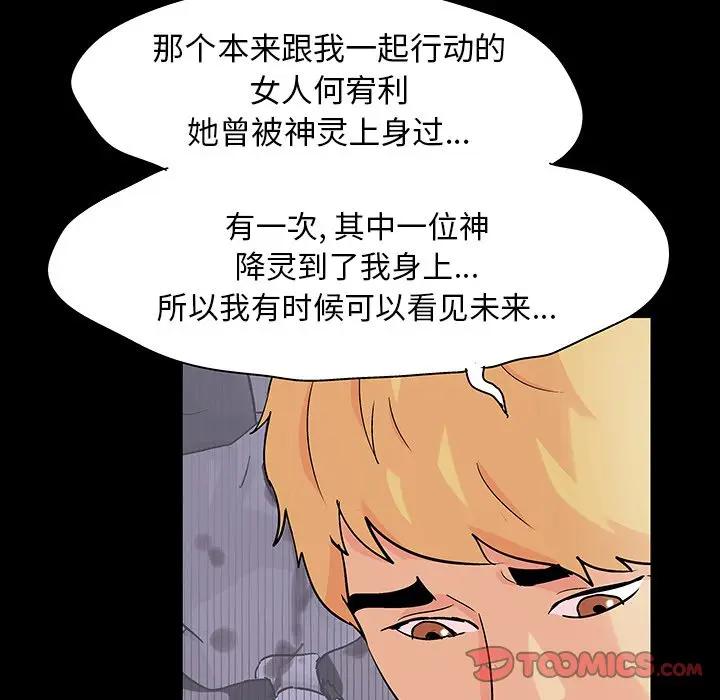 那个本来跟我一起行动的
女人何宥利
她曾被神灵上身过...
有一次, 其中一位神
降灵到了我身上...
所以我有时候可以看见未来...
TOOMICS.COM